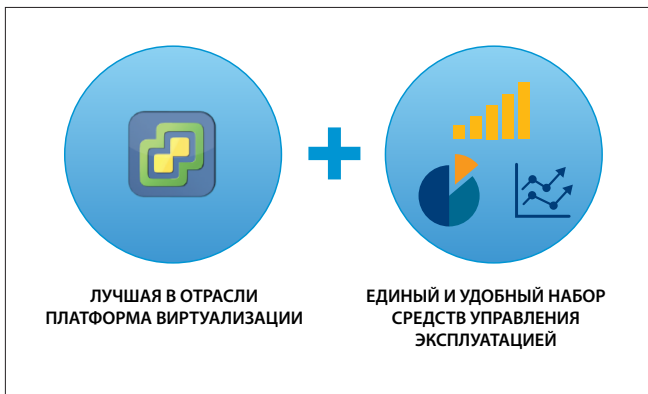 ЛУЧШАЯ В ОТРАСЛИ
ПЛАТФОРМА ВИРТУАЛИЗАЦИИ
ЕДИНЫЙ И УДОБНЫЙ НАБОР
СРЕДСТВ УПРАВЛЕНИЯ
ЭКСПЛУАТАЦИЕЙ